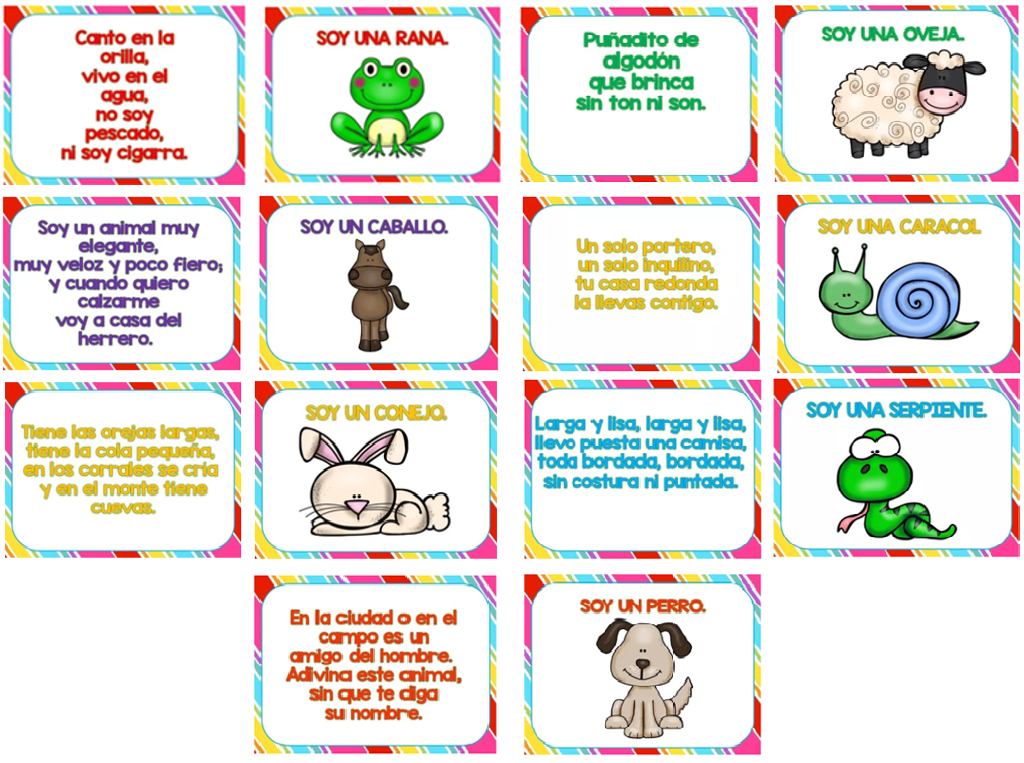 Canto en la
orilla,
vivo en el
agua,
no soy
pescado,
ni soy cigarra.
SOY UNA RANA.
Puñadito de
algodón
que brinca
sin ton ni son.
SOY UNA OVEJA.
Soy un animal muy
elegante,
muy veloz y poco fiero;
y cuando quiero
calzarme
voy a casa del
herrero.
SOY UN CABALLO.
Un solo portero,
un solo inquilino,
tu casa redonda
la llevas contigo.
SOY UNA CARACOL
Tiene las orejas largas,
tiene la cola pequeña,
en los corrales se cría
y en el monte tiene
cuevas.
SOY UN CONEJO.
Larga y lisa, larga y lisa,
llevo puesta una camisa,
toda bordada, bordada,
sin costura ni puntada.
SOY UNA SERPIENTE.
En la ciudad o en el
campo es un
amigo del hombre.
Adivina este animal,
sin que te diga
su nombre.
SOY UN PERRO.